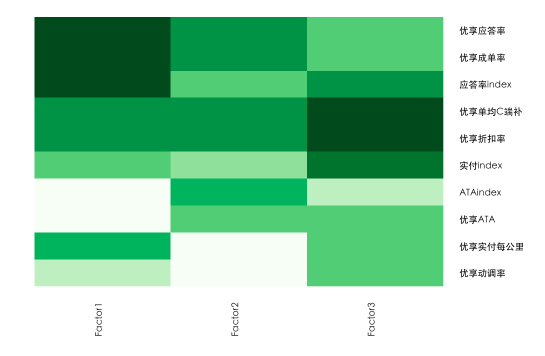 优享应答率
优享成单率
应答率index
优享单均C端补
优享折扣率
实付index
ATAindex
优享ATA
优享实付每公里
优享动调率
Factor1
Factor2
Factor3